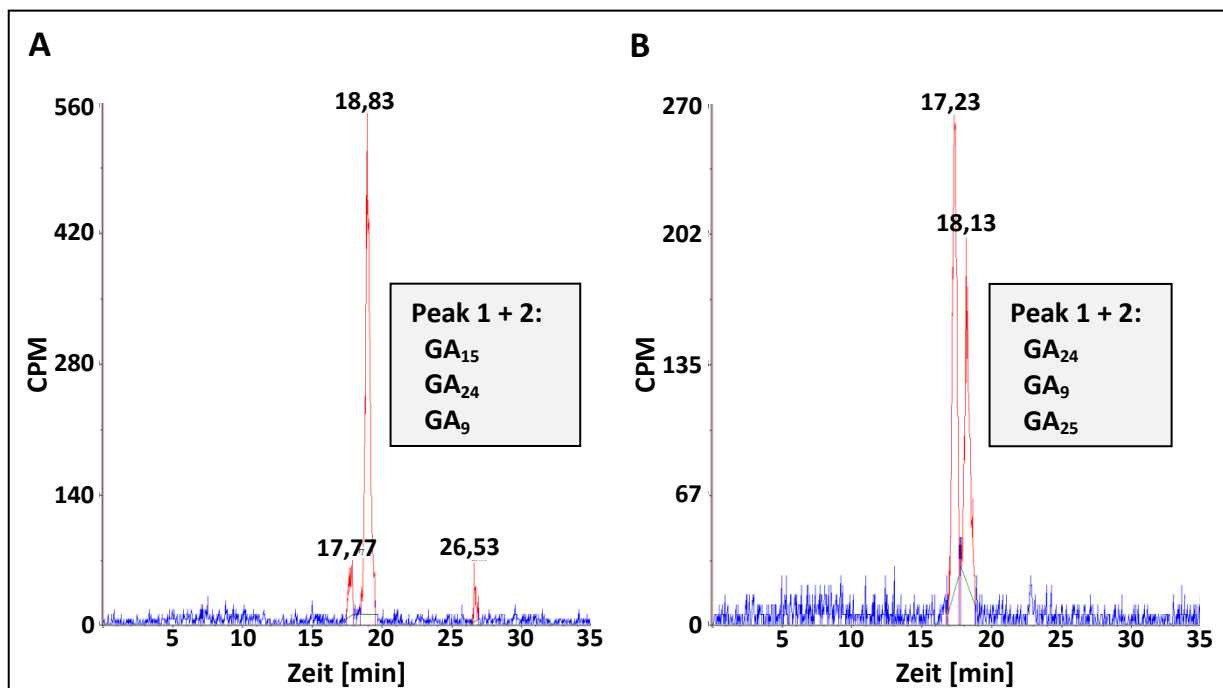 A
18,83
560
420
280
140
0
CPM
17,77
26,53
Peak 1 + 2:
GA₁₅
GA₂₄
GA₉
5 10 15 20 25 30 35
Zeit [min]
B
17,23
18,13
270
202
135
67
0
CPM
Peak 1 + 2:
GA₂₄
GA₉
GA₂₅
5 10 15 20 25 30 35
Zeit [min]